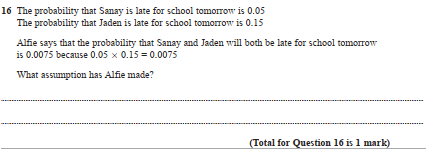 16 The probability that Sanay is late for school tomorrow is 0.05
The probability that Jaden is late for school tomorrow is 0.15
Alfie says that the probability that Sanay and Jaden will both be late for school tomorrow
is 0.0075 because 0.05 × 0.15 = 0.0075
What assumption has Alfie made?
(Total for Question 16 is 1 mark)